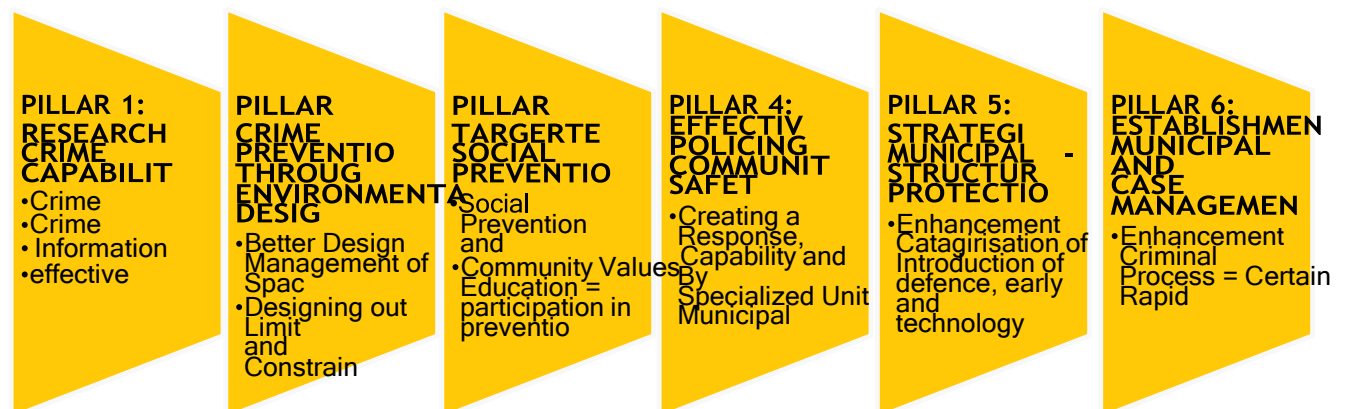 PILLAR 1:
RESEARCH
CRIME
CAPABILIT
•Crime
•Crime
• Information
•effective
PILLAR
CRIME
PREVENTIO
THROUG
ENVIRONMENTA
DESIG
•Better Design
Management of
Spac
•Designing out
Limit
and
Constrain
PILLAR
TARGERTE
SOCIAL
PREVENTIO
•Social
Prevention
and
•Community Values
Education =
participation in
preventio
PILLAR 4:
EFFECTIV
POLICING
COMMUNIT
SAFET
•Creating a
Response,
Capability and
By
Specialized Unit
Municipal
PILLAR 5:
STRATEGI
MUNICIPAL -
STRUCTUR
PROTECTIO
•Enhancement
Catagirisation of
Introduction of
defence, early
and
technology
PILLAR 6:
ESTABLISHMEN
MUNICIPAL
AND
CASE
MANAGEMEN
•Enhancement
Criminal
Process = Certain
Rapid